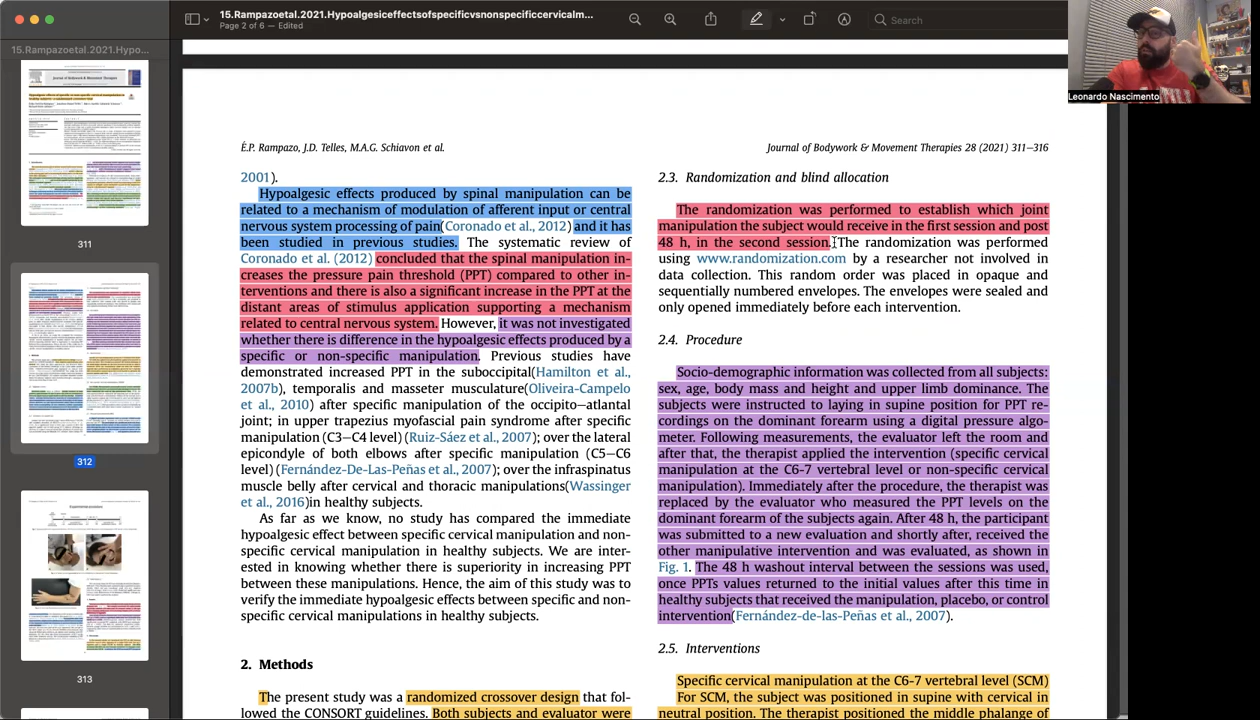 15.Rampazoetal.2021.Hypoalgesiceffectsofspecificvsnonspecificcervicalm...
Page 2 of 6 – Edited
Search
Leonardo Nascimento
15.Rampazoetal.2021.Hypo...
311
312
313
É.P. Rampazo, J.D. Telles, M.A.G. Schiavon et al.
Journal of Bodywork & Movement Therapies 28 (2021) 311–316
2001).
Hypoalgesic effects produced by spinal manipulation can be
related to a mechanism of modulation of afferent input or central
nervous system processing of pain(Coronado et al., 2012) and it has
been studied in previous studies. The systematic review of
Coronado et al. (2012) concluded that the spinal manipulation in-
creases the pressure pain threshold (PPT) compared to other in-
terventions and there is also a significant increase in the PPT at the
distant areas of stimulus application supporting a mechanism
related to central nervous system. However, it was not investigated
whether there is difference in the hypoalgesic effects produced by a
specific or non-specific manipulation. Previous studies have
demonstrated increased PPT in the suboccipital(Hamilton et al.,
2007b), temporalis and masseter musculature(Oliveira-Campelo
et al., 2010) after specific manipulation of the occipito–atlantal
joint; in upper trapezius myofascial pain syndrome after specific
manipulation (C3–C4 level) (Ruiz-Sáez et al., 2007); over the lateral
epicondyle of both elbows after specific manipulation (C5–C6
level) (Fernández-De-Las-Peñas et al., 2007); over the infraspinatus
muscle belly after cervical and thoracic manipulations(Wassinger
et al., 2016)in healthy subjects.
As far as we know, no study has compared the immediate
hypoalgesic effect between specific cervical manipulation and non-
specific cervical manipulation in healthy subjects. We are inter-
ested in knowing whether there is superiority in increasing PPT
between these manipulations. Hence, the aim of this study was to
verify the immediate hypoalgesic effects between specific and non-
specific cervical manipulations in healthy subjects.
2. Methods
The present study was a randomized crossover design that fol-
lowed the CONSORT guidelines. Both subjects and evaluator were
2.3. Randomization and blind allocation
The randomization was performed to establish which joint
manipulation the subject would receive in the first session and post
48 h, in the second session. The randomization was performed
using www.randomization.com by a researcher not involved in
data collection. This random order was placed in opaque and
sequentially numbered envelopes. The envelopes were sealed and
only opened immediately before each intervention.
2.4. Procedure
Socio-demographic information was collected from all subjects:
sex, age, body mass and height and upper limb dominance. The
subjects were instructed to laying in supine position for PPT re-
cordings on the dominant forearm using a digital pressure algo-
meter. Following measurements, the evaluator left the room and
after that, the therapist applied the intervention (specific cervical
manipulation at the C6-7 vertebral level or non-specific cervical
manipulation). Immediately after the procedure, the therapist was
replaced by the evaluator who measured the PPT levels on the
dominant forearm of the subjects again. After 48 h, the participant
was submitted to a new evaluation and shortly after, received the
other manipulative intervention and was evaluated, as shown in
Fig. 1. The 48 h washout interval between the sessions was used,
once PPTs values returned to the initial values after this time in
healthy subjects that received the manipulation, placebo, or control
intervention(Fernández-de-las-Peñas et al., 2007).
2.5. Interventions
Specific cervical manipulation at the C6-7 vertebral level (SCM)
For SCM, the subject was positioned in supine with cervical in
neutral position. The therapist positioned the middle phalange of